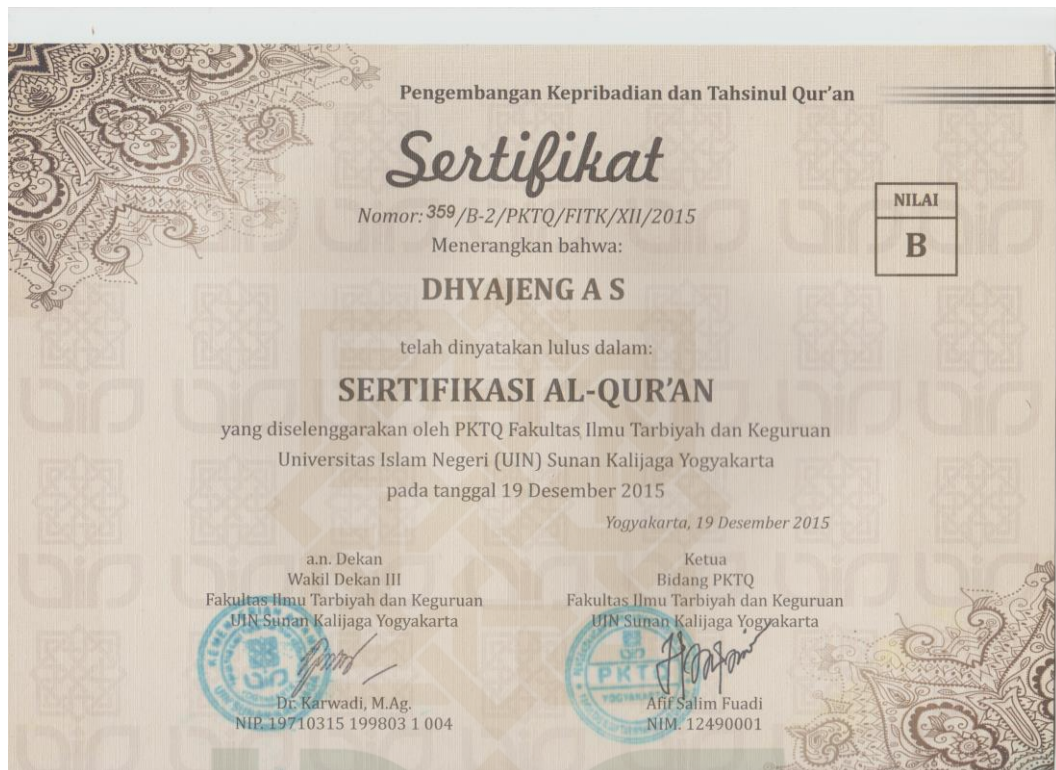 Pengembangan Kepribadian dan Tahsinul Qur'an
Sertifikat
Nomor: 359/B-2/PKTQ/FITK/XII/2015
NILAI
B
Menerangkan bahwa:
DHYAJENG A S
telah dinyatakan lulus dalam:
SERTIFIKASI AL-QUR'AN
yang diselenggarakan oleh PKTQ Fakultas Ilmu Tarbiyah dan Keguruan
Universitas Islam Negeri (UIN) Sunan Kalijaga Yogyakarta
pada tanggal 19 Desember 2015
Yogyakarta, 19 Desember 2015
a.n. Dekan
Wakil Dekan III
Fakultas Ilmu Tarbiyah dan Keguruan
UIN Sunan Kalijaga Yogyakarta
Dr. Karwadi, M.Ag.
NIP. 19710315 199803 1 004
Ketua
Bidang PKTQ
Fakultas Ilmu Tarbiyah dan Keguruan
UIN Sunan Kalijaga Yogyakarta
PKT
Afif Salim Fuadi
NIM. 12490001